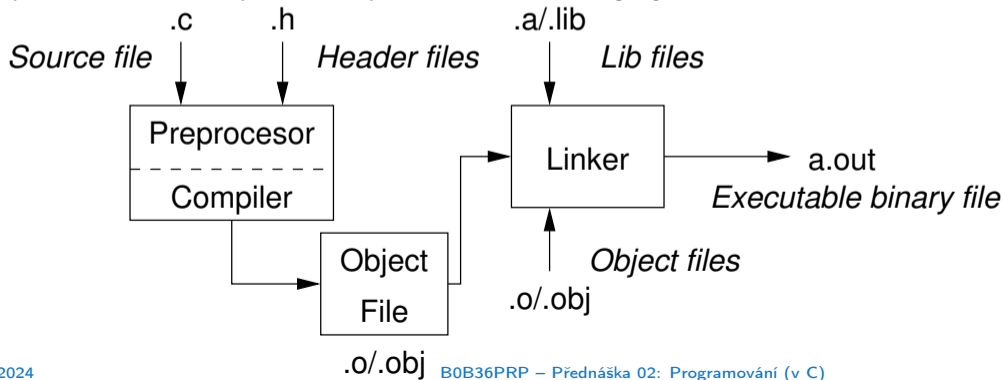 .c .h .a/.lib
Source file Header files Lib files
Preprocesor
Compiler
Linker
a.out
Executable binary file
Object
File
Object files
.o/.obj
.o/.obj
2024 B0B36PRP – Přednáška 02: Programování (v C)